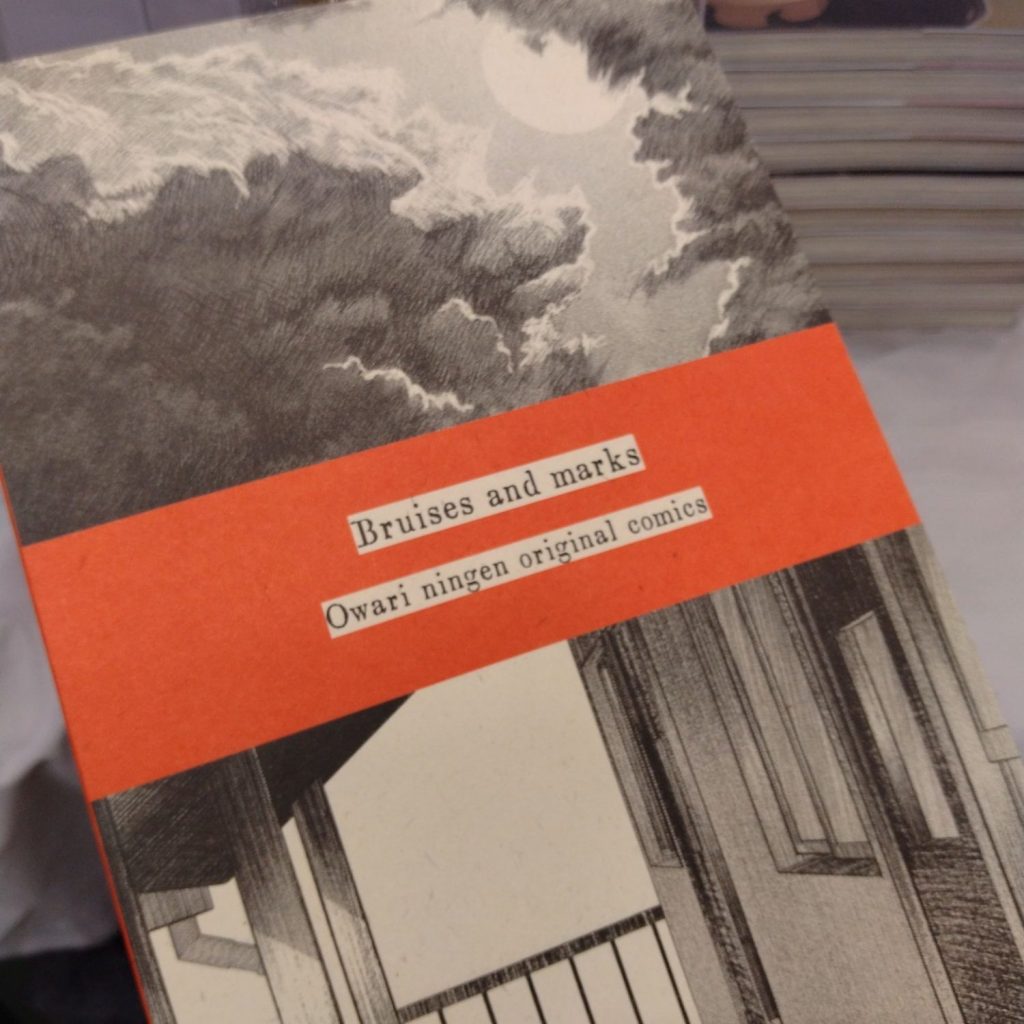 Bruises and marks
Owari ningen original comics